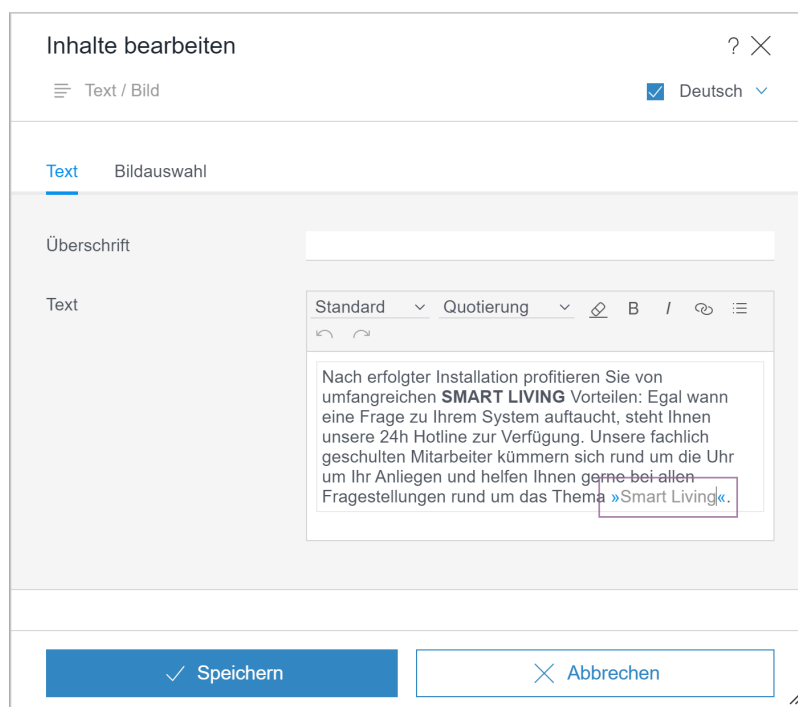 Inhalte bearbeiten ?
Text / Bild Deutsch
Text Bildauswahl
Überschrift
Text
Standard Quotierung B I
Nach erfolgter Installation profitieren Sie von
umfangreichen SMART LIVING Vorteilen: Egal wann
eine Frage zu Ihrem System auftaucht, steht Ihnen
unsere 24h Hotline zur Verfügung. Unsere fachlich
geschulten Mitarbeiter kümmern sich rund um die Uhr
um Ihr Anliegen und helfen Ihnen gerne bei allen
Fragestellungen rund um das Thema »Smart Living«.
Speichern Abbrechen